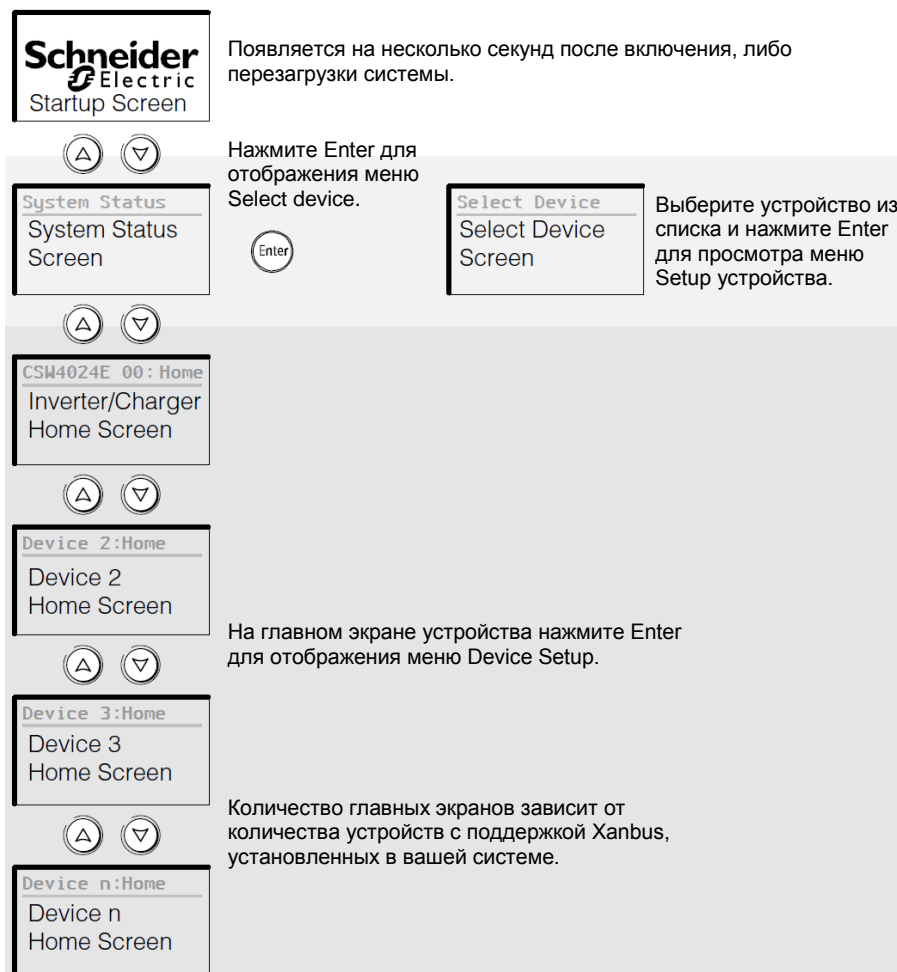 Schneider
Electric
Startup Screen
Появляется на несколько секунд после включения, либо
перезагрузки системы.
Нажмите Enter для
отображения меню
Select device.
System Status
System Status
Screen
Enter
Select Device
Select Device
Screen
Выберите устройство из
списка и нажмите Enter
для просмотра меню
Setup устройства.
CSW4024E 00: Home
Inverter/Charger
Home Screen
Device 2:Home
Device 2
Home Screen
На главном экране устройства нажмите Enter
для отображения меню Device Setup.
Device 3:Home
Device 3
Home Screen
Количество главных экранов зависит от
количества устройств с поддержкой Xanbus,
установленных в вашей системе.
Device n:Home
Device n
Home Screen